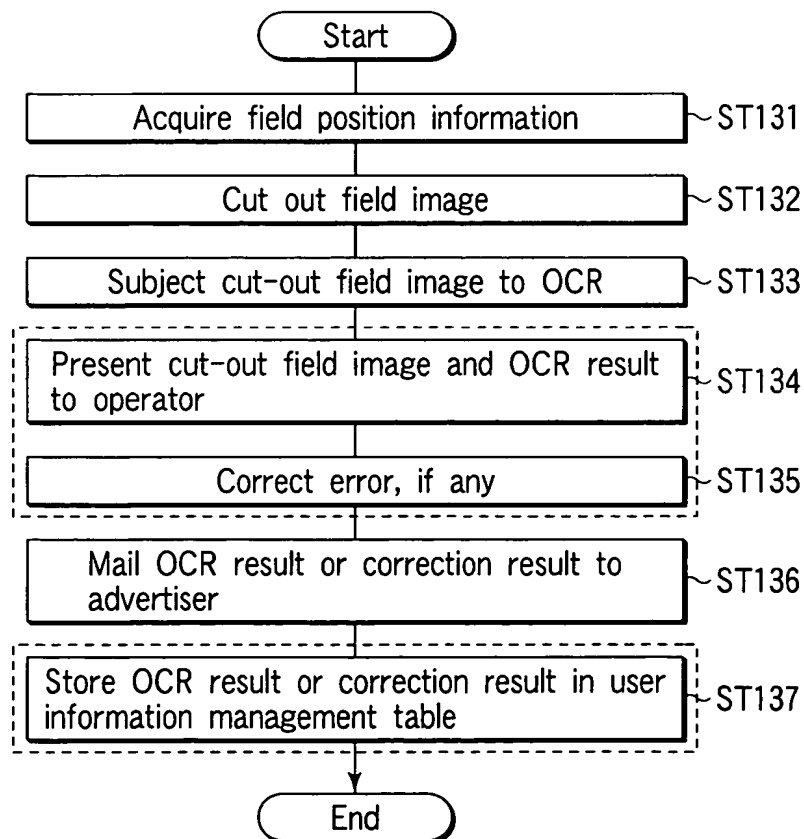 Start
Acquire field position information
ST131
Cut out field image
ST132
Subject cut-out field image to OCR
ST133
Present cut-out field image and OCR result
to operator
ST134
Correct error, if any
ST135
Mail OCR result or correction result to
advertiser
ST136
Store OCR result or correction result in user
information management table
ST137
End